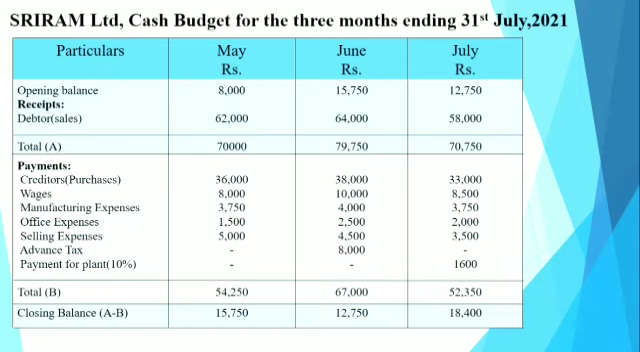 SRIRAM Ltd, Cash Budget for the three months ending 31st July,2021
Particulars May June July
Rs. Rs. Rs.
Opening balance 8,000 15,750 12,750
Receipts:
Debtor(sales) 62,000 64,000 58,000
Total (A) 70000 79,750 70,750
Payments:
Creditors(Purchases) 36,000 38,000 33,000
Wages 8,000 10,000 8,500
Manufacturing Expenses 3,750 4,000 3,750
Office Expenses 1,500 2,500 2,000
Selling Expenses 5,000 4,500 3,500
Advance Tax - 8,000 -
Payment for plant(10%) - - 1600
Total (B) 54,250 67,000 52,350
Closing Balance (A-B) 15,750 12,750 18,400